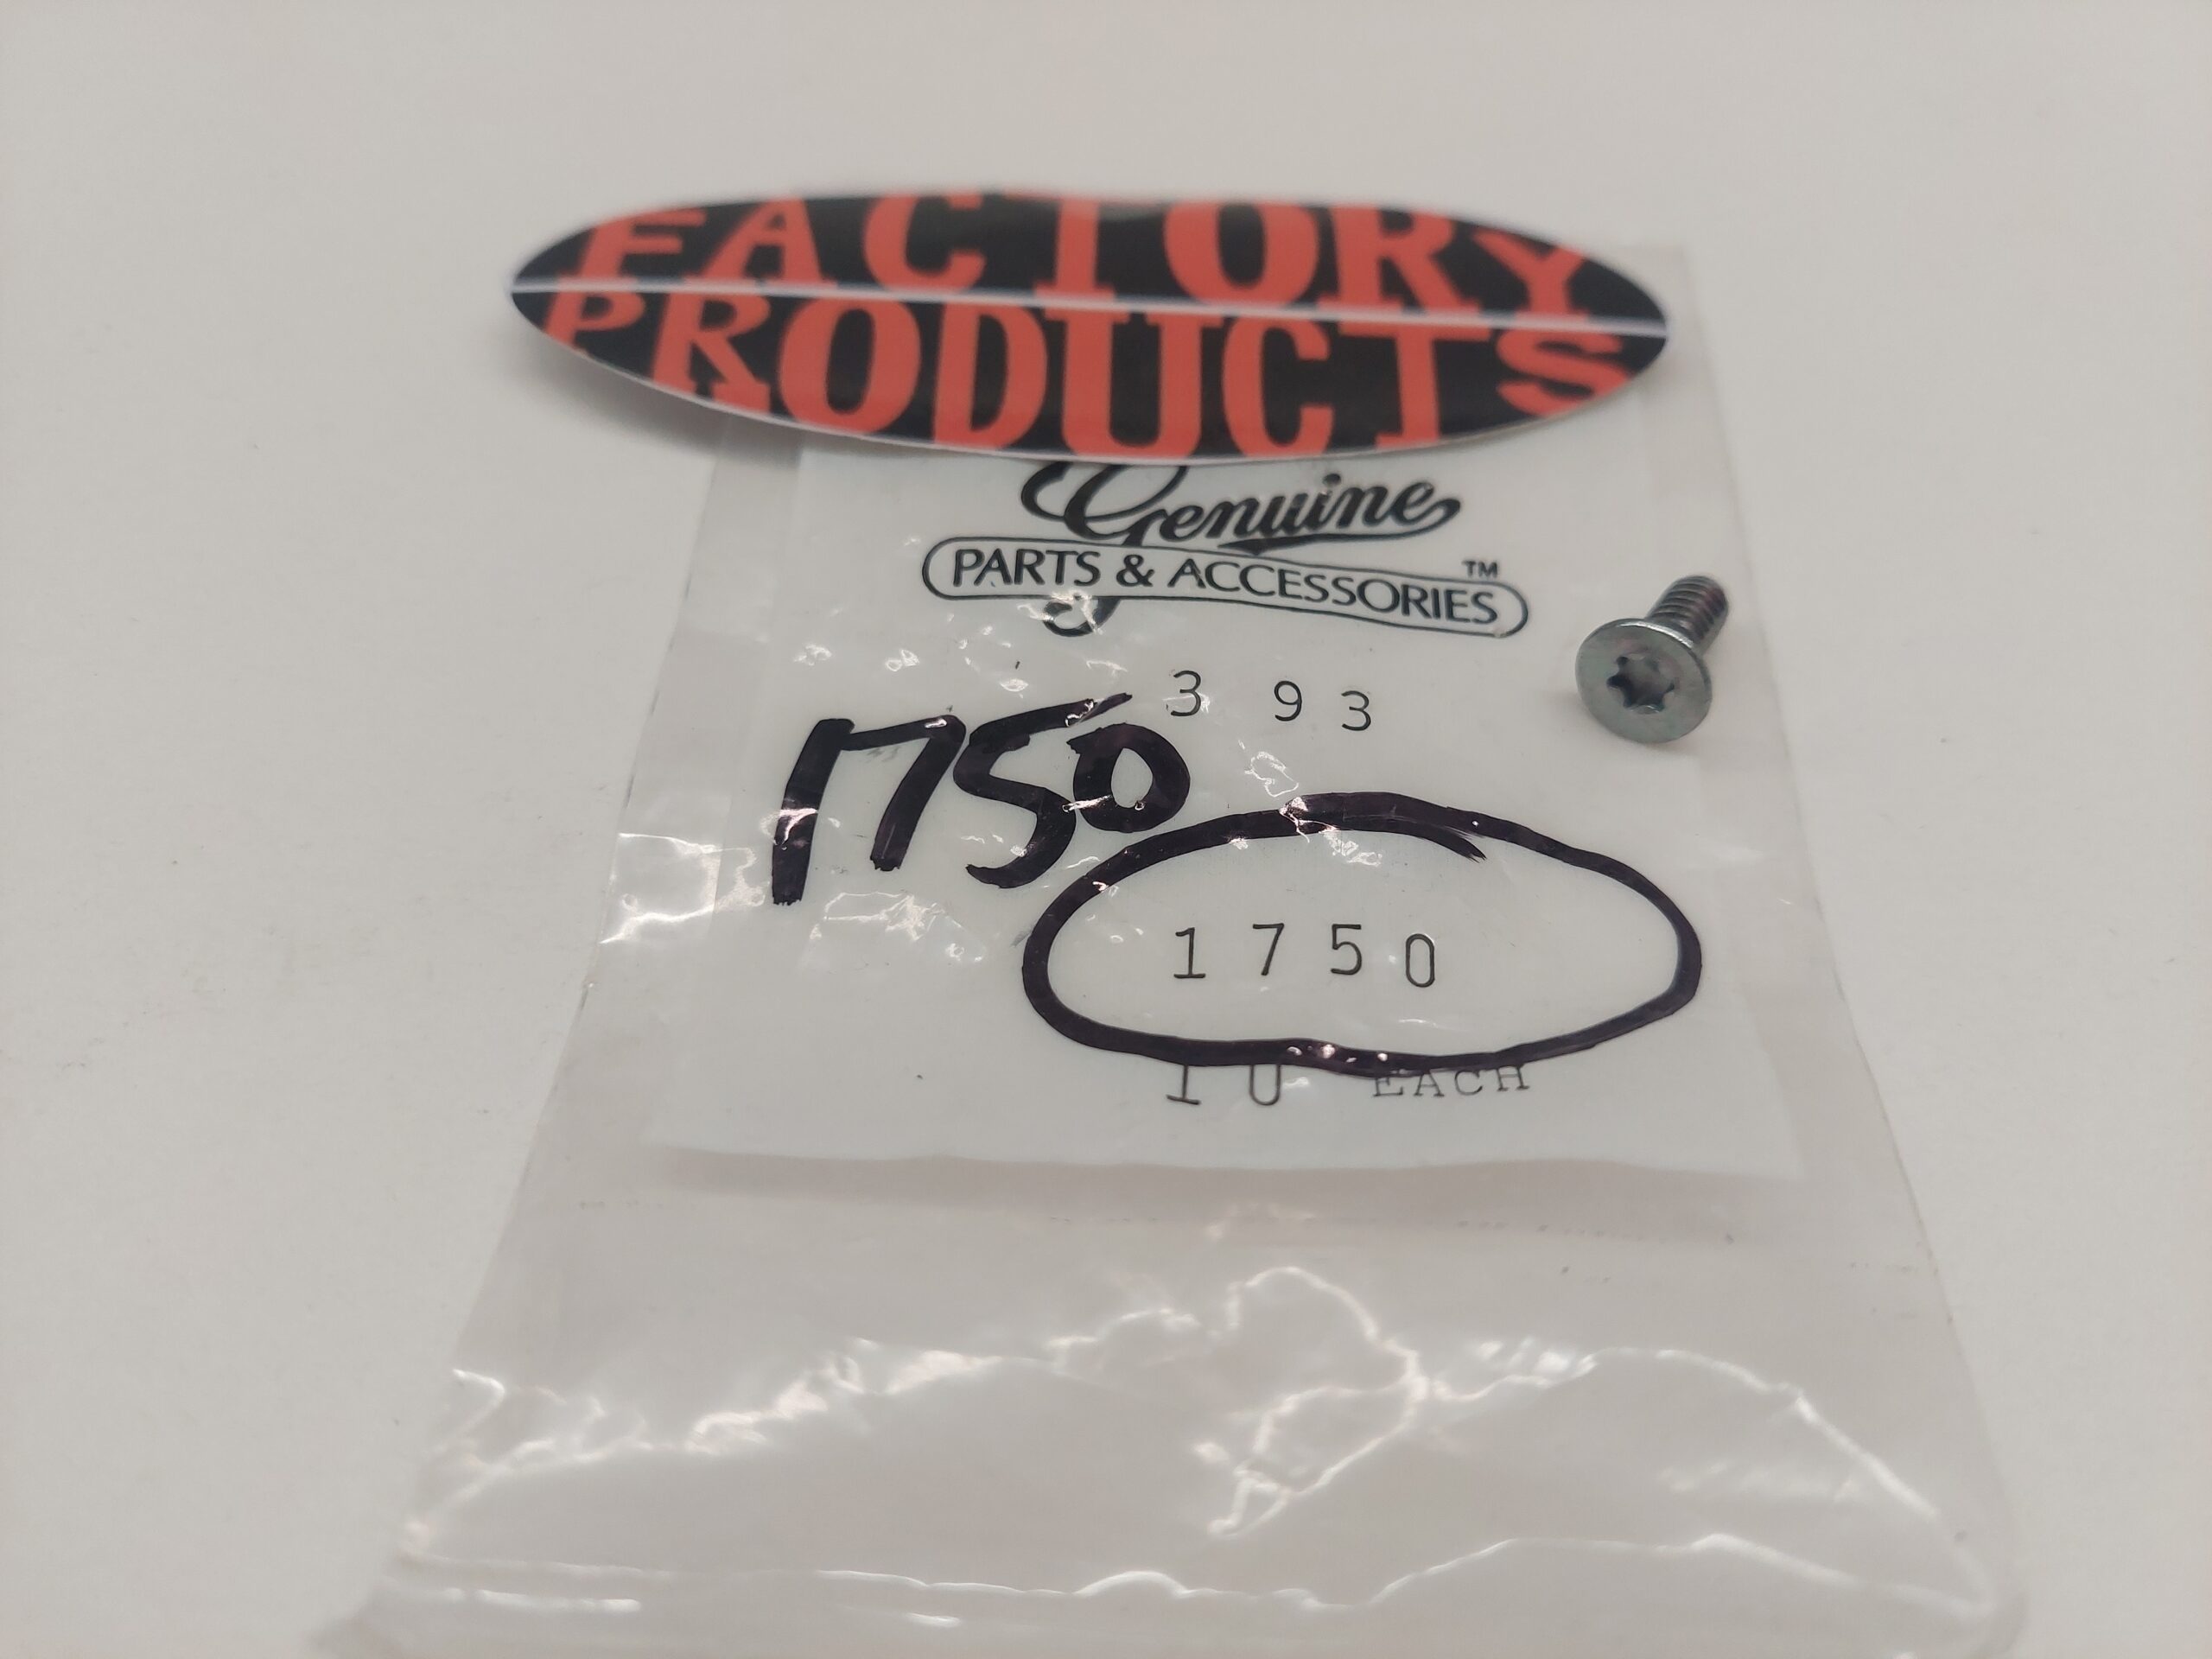 FACTORY
PRODUCTS
Genuine
PARTS & ACCESSORIES™
3 93
1750
1750
10 EACH